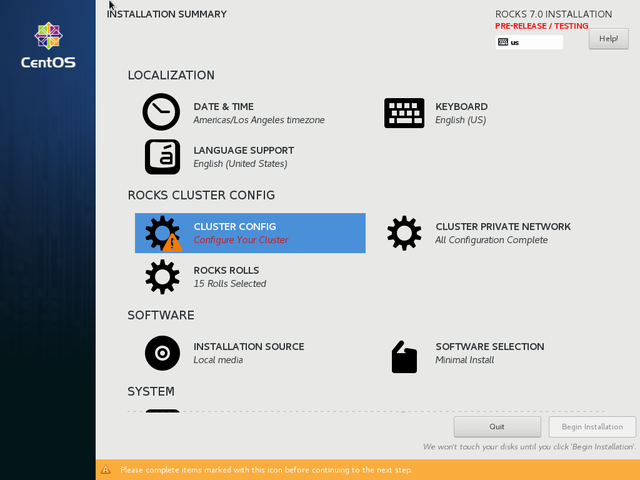 INSTALLATION SUMMARY
ROCKS 7.0 INSTALLATION
PRE-RELEASE / TESTING
us
Help!
CentOS
LOCALIZATION
DATE & TIME
Americas/Los Angeles timezone
KEYBOARD
English (US)
LANGUAGE SUPPORT
English (United States)
ROCKS CLUSTER CONFIG
CLUSTER CONFIG
Configure Your Cluster
CLUSTER PRIVATE NETWORK
All Configuration Complete
ROCKS ROLLS
15 Rolls Selected
SOFTWARE
INSTALLATION SOURCE
Local media
SOFTWARE SELECTION
Minimal Install
SYSTEM
Quit
Begin Installation
We won't touch your disks until you click 'Begin Installation'.
Please complete items marked with this icon before continuing to the next step.